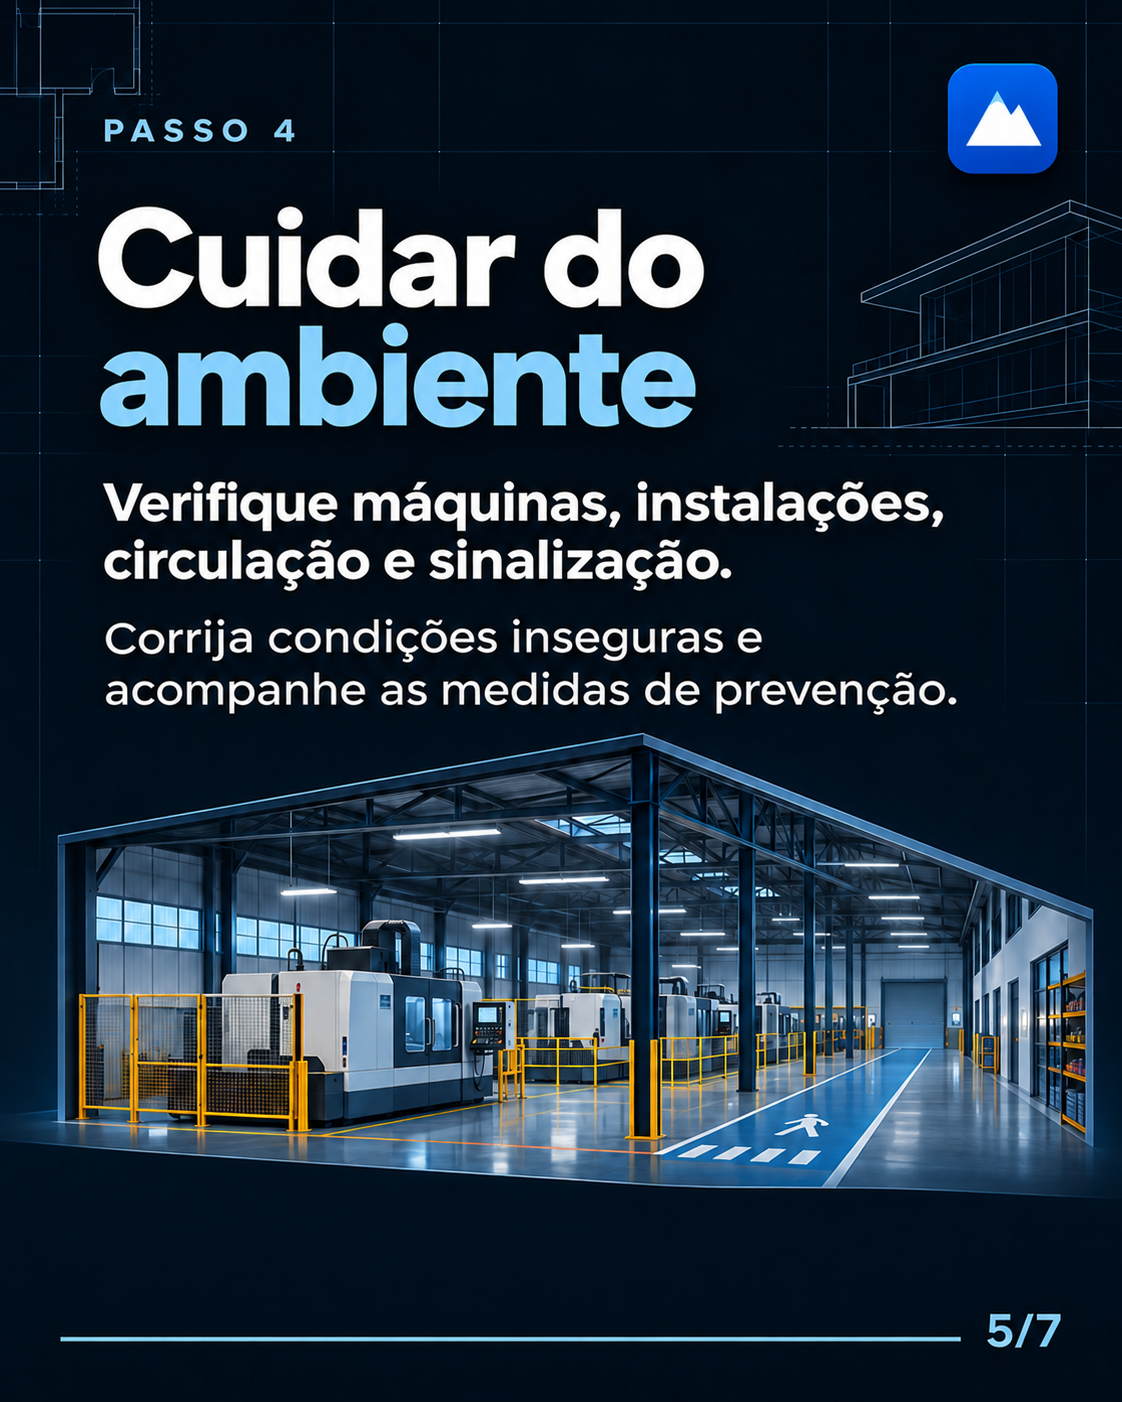 PASSO 4
Cuidar do
ambiente
Verifique máquinas, instalações,
circulação e sinalização.
Corrija condições inseguras e
acompanhe as medidas de prevenção.
5/7